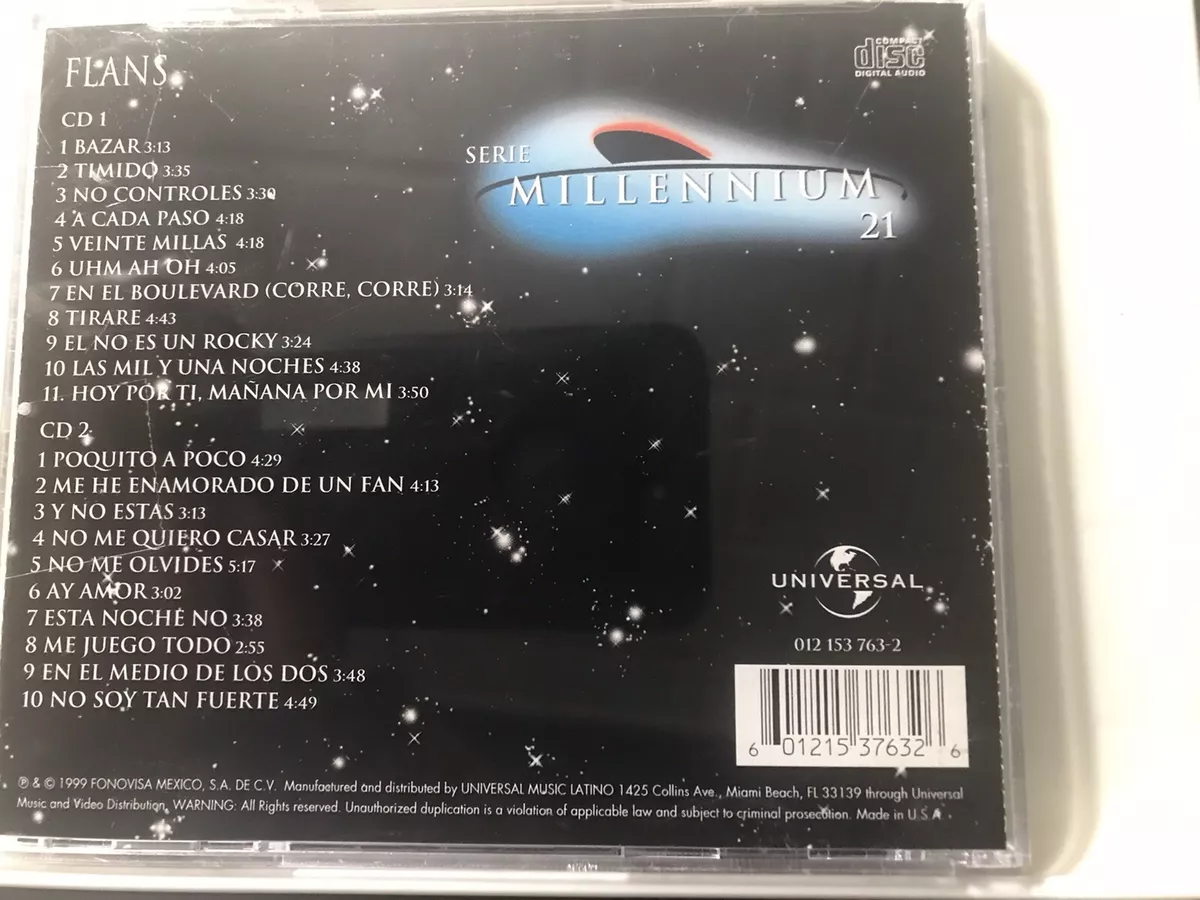 FLANS
COMPACT
disc
DIGITAL AUDIO
SERIE
MILLENNIUM
21
CD 1
1 BAZAR 3:13
2 TIMIDO 3:35
3 NO CONTROLES 3:30
4 A CADA PASO 4:18
5 VEINTE MILLAS 4:18
6 UHM AH OH 4:05
7 EN EL BOULEVARD (CORRE, CORRE) 3:14
8 TIRARE 4:43
9 EL NO ES UN ROCKY 3:24
10 LAS MIL Y UNA NOCHES 4:38
11. HOY POR TI, MAÑANA POR MI 3:50
CD 2
1 POQUITO A POCO 4:29
2 ME HE ENAMORADO DE UN FAN 4:13
3 Y NO ESTAS 3:13
4 NO ME QUIERO CASAR 3:27
5 NO ME OLVIDES 5:17
6 AY AMOR 3:02
7 ESTA NOCHE NO 3:38
8 ME JUEGO TODO 2:55
9 EN EL MEDIO DE LOS DOS 3:48
10 NO SOY TAN FUERTE 4:49
UNIVERSAL
012 153 763-2
6 01215 37632 6
℗ & © 1999 FONOVISA MEXICO, S.A. DE C.V. Manufactured and distributed by UNIVERSAL MUSIC LATINO 1425 Collins Ave., Miami Beach, FL 33139 through Universal
Music and Video Distribution, WARNING: All Rights reserved. Unauthorized duplication is a violation of applicable law and subject to criminal prosecution. Made in U.S.A.